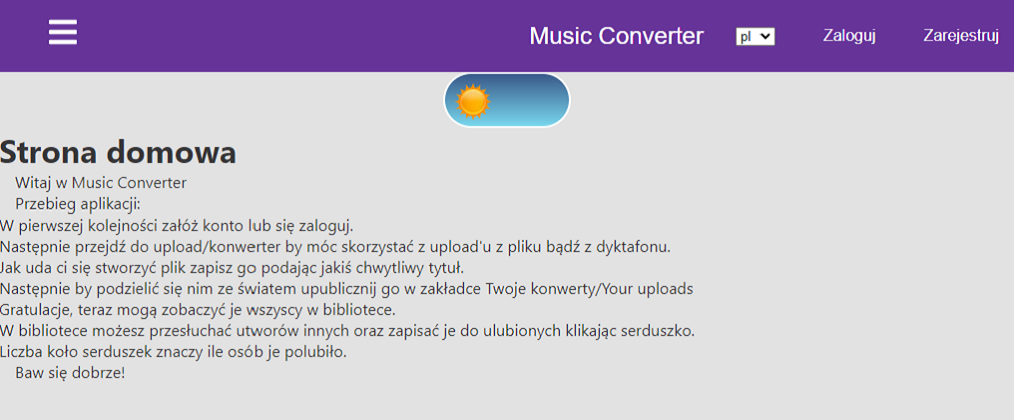 Music Converter pl Zaloguj Zarejestruj
Strona domowa
Witaj w Music Converter
Przebieg aplikacji:
W pierwszej kolejności załóż konto lub się zaloguj.
Następnie przejdź do upload/konwerter by móc skorzystać z upload'u z pliku bądź z dyktafonu.
Jak uda ci się stworzyć plik zapisz go podając jakiś chwytliwy tytuł.
Następnie by podzielić się nim ze światem upublicznij go w zakładce Twoje konwerty/Your uploads
Gratulacje, teraz mogą zobaczyć je wszyscy w bibliotece.
W bibliotece możesz przesłuchać utworów innych oraz zapisać je do ulubionych klikając serduszko.
Liczba koło serduszek znaczy ile osób je polubiło.
Baw się dobrze!